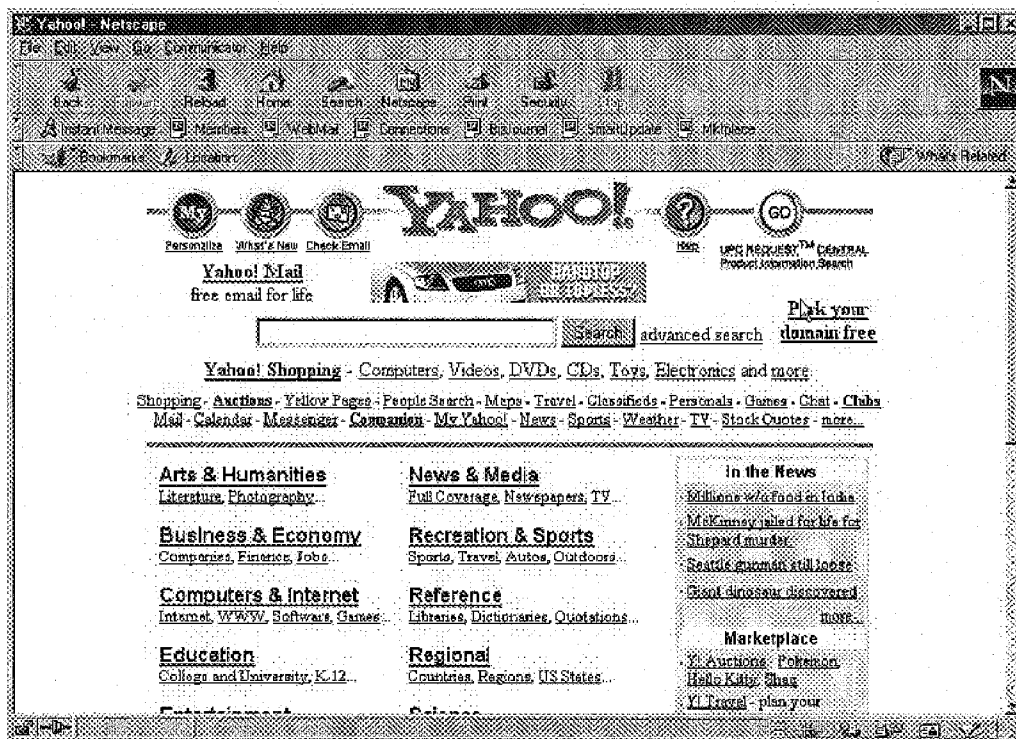 Yahoo! - Netscape
File Edit View Go Communicator Help
Back Reload Home Search Netscape Print Security
Instant Message Members WebMail Connections BizJournal SmartUpdate Mktplace
Bookmarks Location: What's Related
My YAHOO! ? GO
Personalize What's New Check Email Help UPC REQUEST™ CENTRAL
Product Information Search
Yahoo! Mail
free email for life
Park your
domain free
Search advanced search
Yahoo! Shopping - Computers, Videos, DVDs, CDs, Toys, Electronics and more
Shopping - Auctions - Yellow Pages - People Search - Maps - Travel - Classifieds - Personals - Games - Chat - Clubs
Mail - Calendar - Messenger - Companion - My Yahoo! - News - Sports - Weather - TV - Stock Quotes - more...
Arts & Humanities
Literature, Photography...
News & Media
Full Coverage, Newspapers, TV...
Business & Economy
Companies, Finance, Jobs...
Recreation & Sports
Sports, Travel, Autos, Outdoors...
Computers & Internet
Internet, WWW, Software, Games...
Reference
Libraries, Dictionaries, Quotations...
Education
College and University, K-12...
Regional
Countries, Regions, US States...
Entertainment
Science
In the News
Millions w/o food in India
McKinney jailed for life for
Shepard murder
Seattle gunman still loose
Giant dinosaur discovered
more...
Marketplace
Y! Auctions - Pokemon,
Hello Kitty, Shaq
Y! Travel - plan your